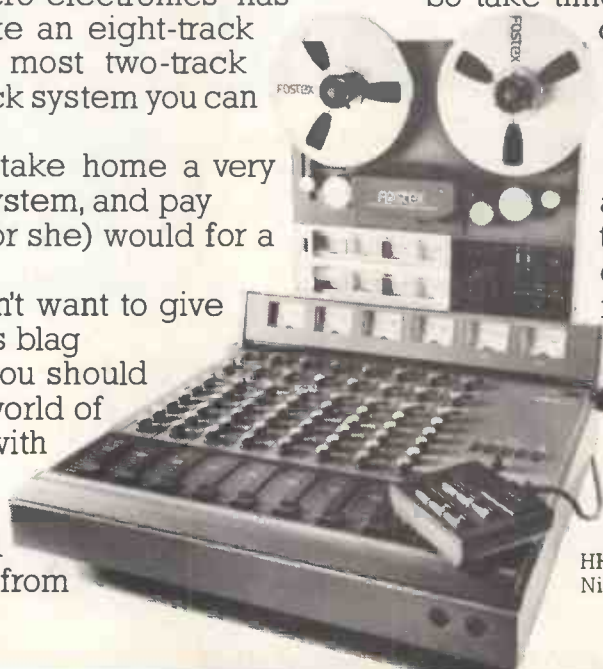 te an eight-track
most two-track
ck system you can
take home a very
ystem, and pay
or she) would for a
n't want to give
s blag
ou should
world of
with
from
So take time
FOSTEX
FOSTEX
FOSTEX
HH
Ni